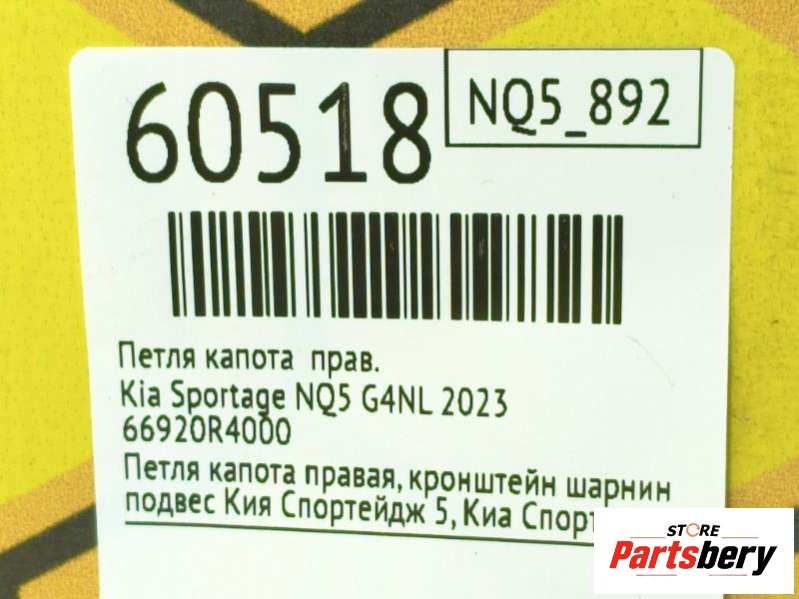 60518
NQ5_892
Петля капота прав.
Kia Sportage NQ5 G4NL 2023
66920R4000
Петля капота правая, кронштейн шарнин
подвес Кия Спортейдж 5, Киа Спорт
STORE
Partsbery